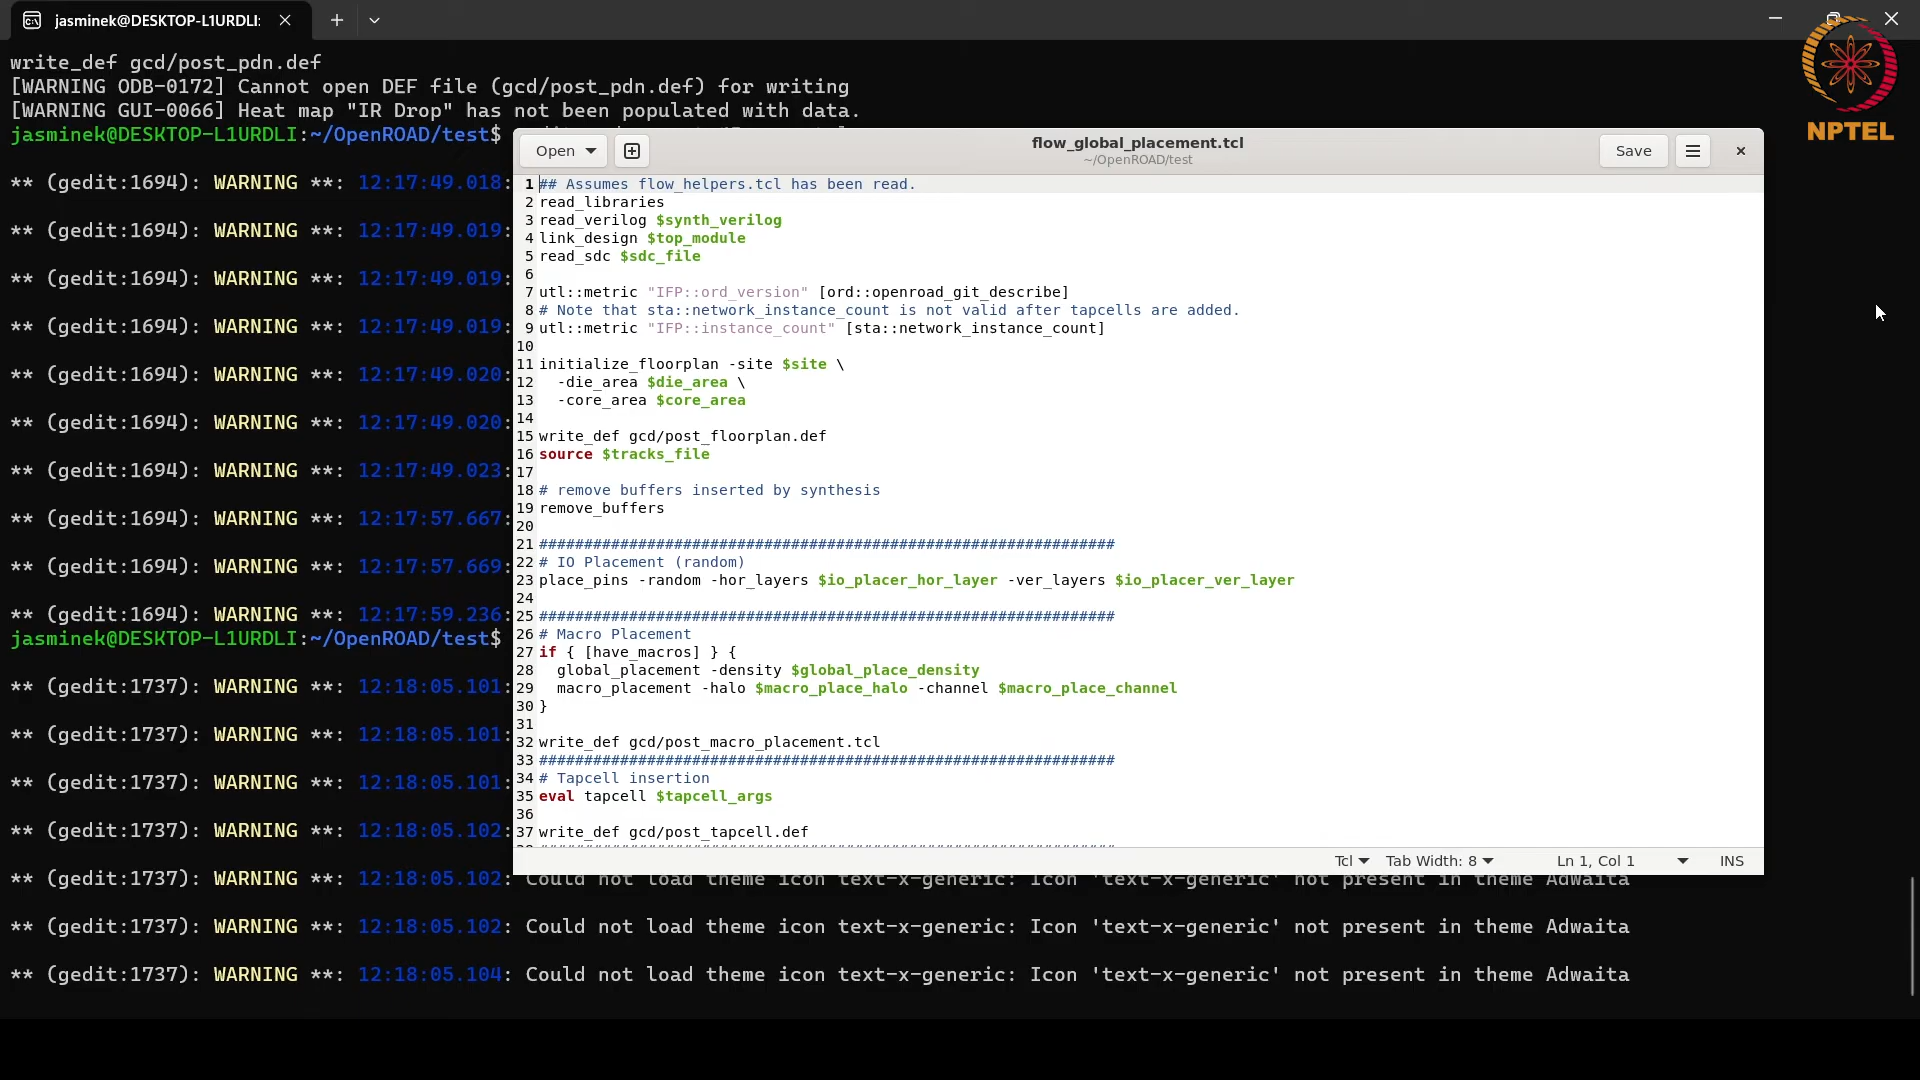 jasminek@DESKTOP-L1URDLI:
write_def gcd/post_pdn.def
[WARNING ODB-0172] Cannot open DEF file (gcd/post_pdn.def) for writing
[WARNING GUI-0066] Heat map "IR Drop" has not been populated with data.
jasminek@DESKTOP-L1URDLI:~/OpenROAD/test$
** (gedit:1694): WARNING **: 12:17:49.018:
** (gedit:1694): WARNING **: 12:17:49.019:
** (gedit:1694): WARNING **: 12:17:49.019:
** (gedit:1694): WARNING **: 12:17:49.019:
** (gedit:1694): WARNING **: 12:17:49.020:
** (gedit:1694): WARNING **: 12:17:49.020:
** (gedit:1694): WARNING **: 12:17:49.023:
** (gedit:1694): WARNING **: 12:17:57.667:
** (gedit:1694): WARNING **: 12:17:57.669:
** (gedit:1694): WARNING **: 12:17:59.236:
jasminek@DESKTOP-L1URDLI:~/OpenROAD/test$
** (gedit:1737): WARNING **: 12:18:05.101:
** (gedit:1737): WARNING **: 12:18:05.101:
** (gedit:1737): WARNING **: 12:18:05.101:
** (gedit:1737): WARNING **: 12:18:05.102:
** (gedit:1737): WARNING **: 12:18:05.102: Could not load theme icon text-x-generic: Icon 'text-x-generic' not present in theme Adwaita
** (gedit:1737): WARNING **: 12:18:05.102: Could not load theme icon text-x-generic: Icon 'text-x-generic' not present in theme Adwaita
** (gedit:1737): WARNING **: 12:18:05.104: Could not load theme icon text-x-generic: Icon 'text-x-generic' not present in theme Adwaita
Open
flow_global_placement.tcl
~/OpenROAD/test
Save
1 ## Assumes flow_helpers.tcl has been read.
2 read_libraries
3 read_verilog $synth_verilog
4 link_design $top_module
5 read_sdc $sdc_file
6
7 utl::metric "IFP::ord_version" [ord::openroad_git_describe]
8 # Note that sta::network_instance_count is not valid after tapcells are added.
9 utl::metric "IFP::instance_count" [sta::network_instance_count]
10
11 initialize_floorplan -site $site \
12   -die_area $die_area \
13   -core_area $core_area
14
15 write_def gcd/post_floorplan.def
16 source $tracks_file
17
18 # remove buffers inserted by synthesis
19 remove_buffers
20
21 ################################################################
22 # IO Placement (random)
23 place_pins -random -hor_layers $io_placer_hor_layer -ver_layers $io_placer_ver_layer
24
25 ################################################################
26 # Macro Placement
27 if { [have_macros] } {
28   global_placement -density $global_place_density
29   macro_placement -halo $macro_place_halo -channel $macro_place_channel
30 }
31
32 write_def gcd/post_macro_placement.tcl
33 ################################################################
34 # Tapcell insertion
35 eval tapcell $tapcell_args
36
37 write_def gcd/post_tapcell.def
Tcl Tab Width: 8 Ln 1, Col 1 INS
NPTEL